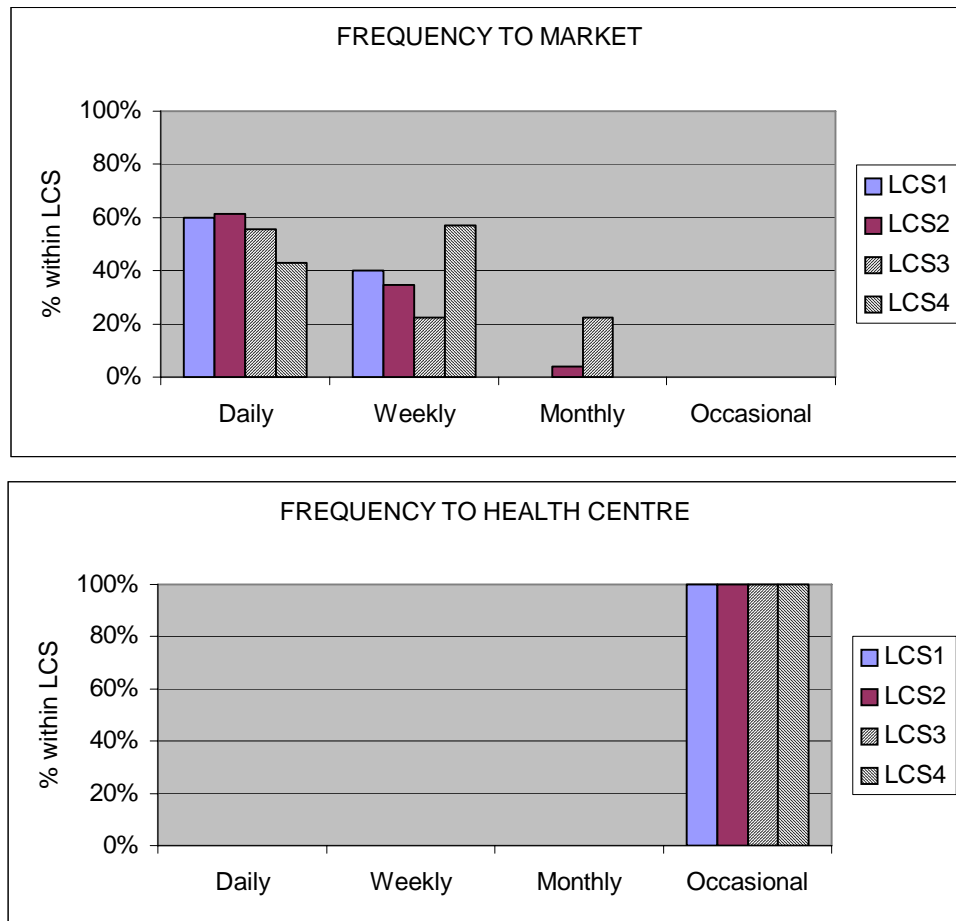 FREQUENCY TO MARKET
100%
80%
60%
40%
20%
0%
% within LCS
Daily Weekly Monthly Occasional
LCS1
LCS2
LCS3
LCS4
FREQUENCY TO HEALTH CENTRE
100%
80%
60%
40%
20%
0%
% within LCS
Daily Weekly Monthly Occasional
LCS1
LCS2
LCS3
LCS4